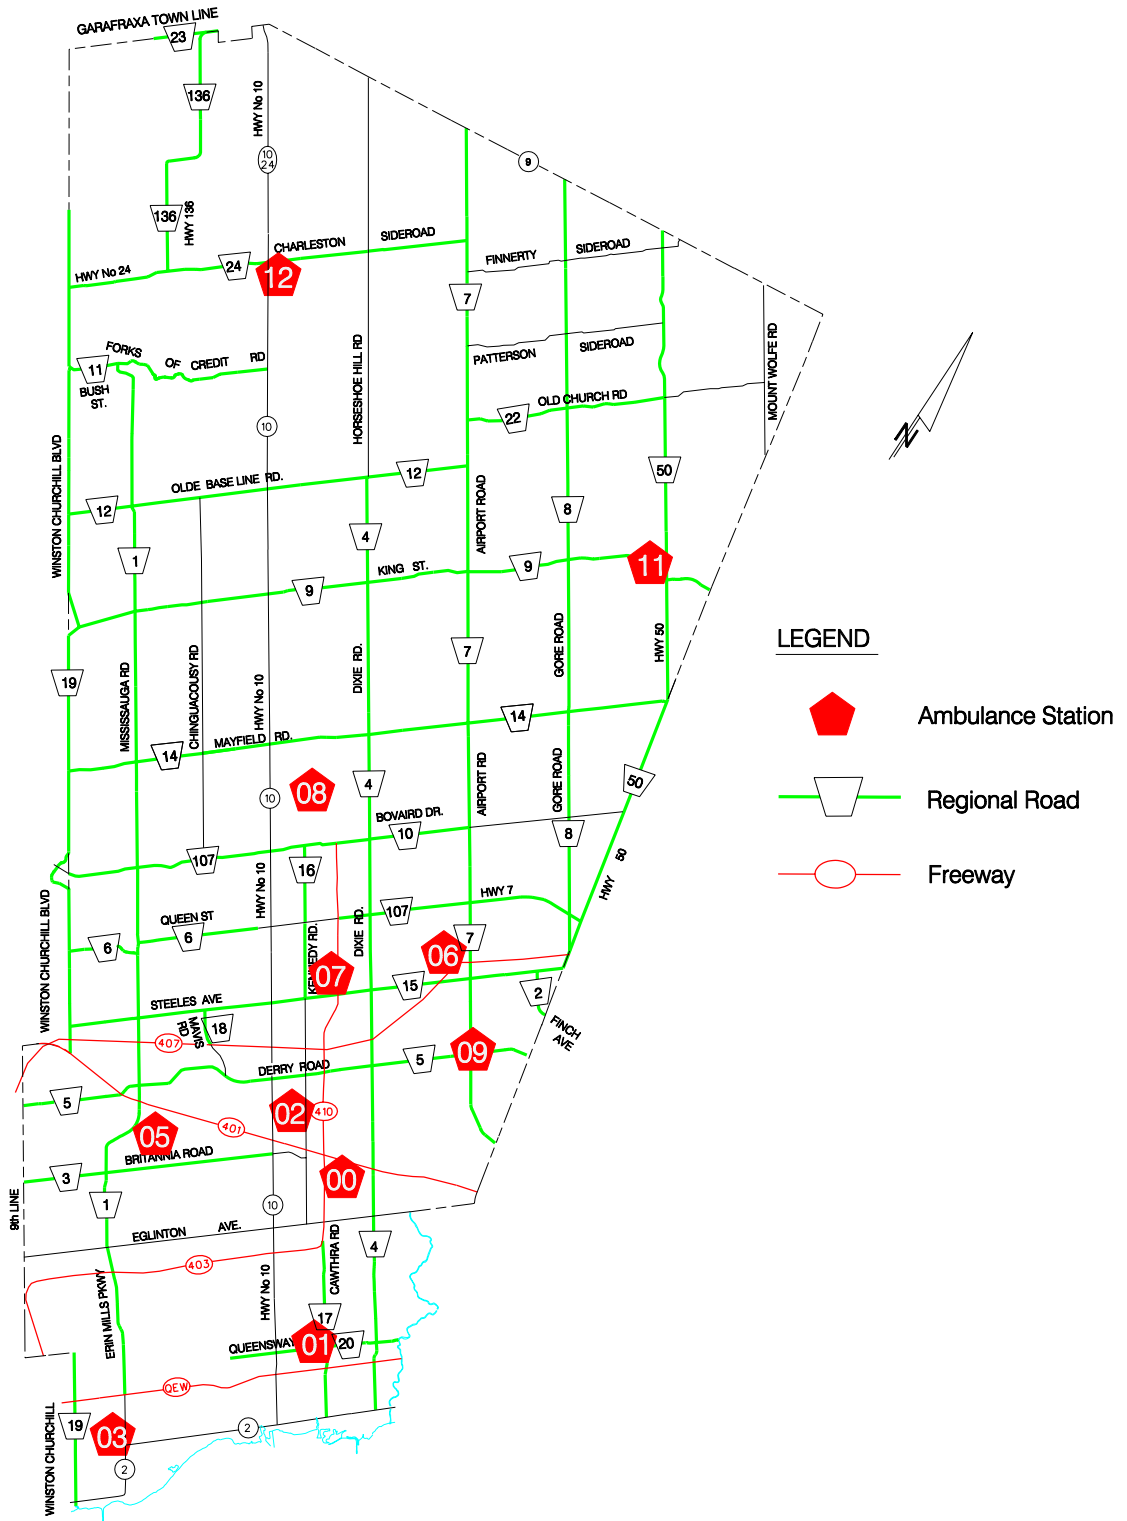 GARAFRAXA TOWN LINE
23
136
HWY No 10
10
24
9
136
HWY 136
CHARLESTON SIDEROAD
HWY No 24
24
12
FINNERTY SIDEROAD
7
FORKS OF CREDIT RD
11
BUSH
ST.
HORSESHOE HILL RD
PATTERSON SIDEROAD
MOUNT WOLFE RD
OLD CHURCH RD
22
10
N
WINSTON CHURCHILL BLVD
OLDE BASE LINE RD.
12
12
50
AIRPORT ROAD
8
4
1
KING ST.
9
9
11
GORE ROAD
HWY 50
LEGEND
7
19
MISSISSAUGA RD
CHINGUACOUSY RD
HWY No 10
DIXIE RD.
14
Ambulance Station
MAYFIELD RD.
14
08
10
4
AIRPORT RD
GORE ROAD
50
Regional Road
BOVAIRD DR.
10
8
107
16
HWY 50
Freeway
WINSTON CHURCHILL BLVD
HWY No 10
HWY 7
107
QUEEN ST
6
6
DIXIE RD.
KENNEDY RD.
7
06
07
15
2
STEELES AVE
MAVIS
RD
18
FINCH
AVE
407
09
DERRY ROAD
5
5
02
410
401
05
BRITANNIA ROAD
3
00
9th LINE
1
10
EGLINTON AVE.
4
403
CAWTHRA RD
HWY No 10
ERIN MILLS PKWY
17
01
20
QUEENSWAY
QEW
WINSTON CHURCHILL
19
03
2
2